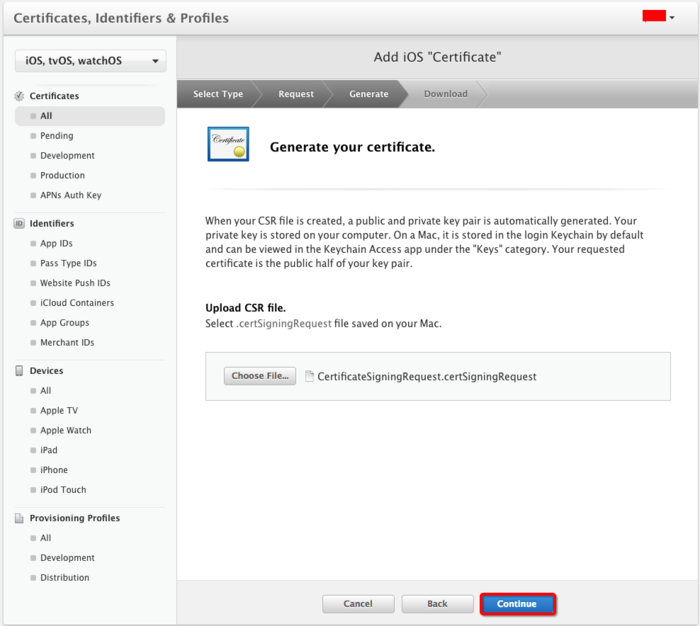 Certificates, Identifiers & Profiles
iOS, tvOS, watchOS
Certificates
All
Pending
Development
Production
APNs Auth Key
Identifiers
App IDs
Pass Type IDs
Website Push IDs
iCloud Containers
App Groups
Merchant IDs
Devices
All
Apple TV
Apple Watch
iPad
iPhone
iPod Touch
Provisioning Profiles
All
Development
Distribution
Add iOS "Certificate"
Select Type Request Generate Download
Certificate
Generate your certificate.
When your CSR file is created, a public and private key pair is automatically generated. Your
private key is stored on your computer. On a Mac, it is stored in the login Keychain by default
and can be viewed in the Keychain Access app under the "Keys" category. Your requested
certificate is the public half of your key pair.
Upload CSR file.
Select .certSigningRequest file saved on your Mac.
Choose File... CertificateSigningRequest.certSigningRequest
Cancel Back Continue